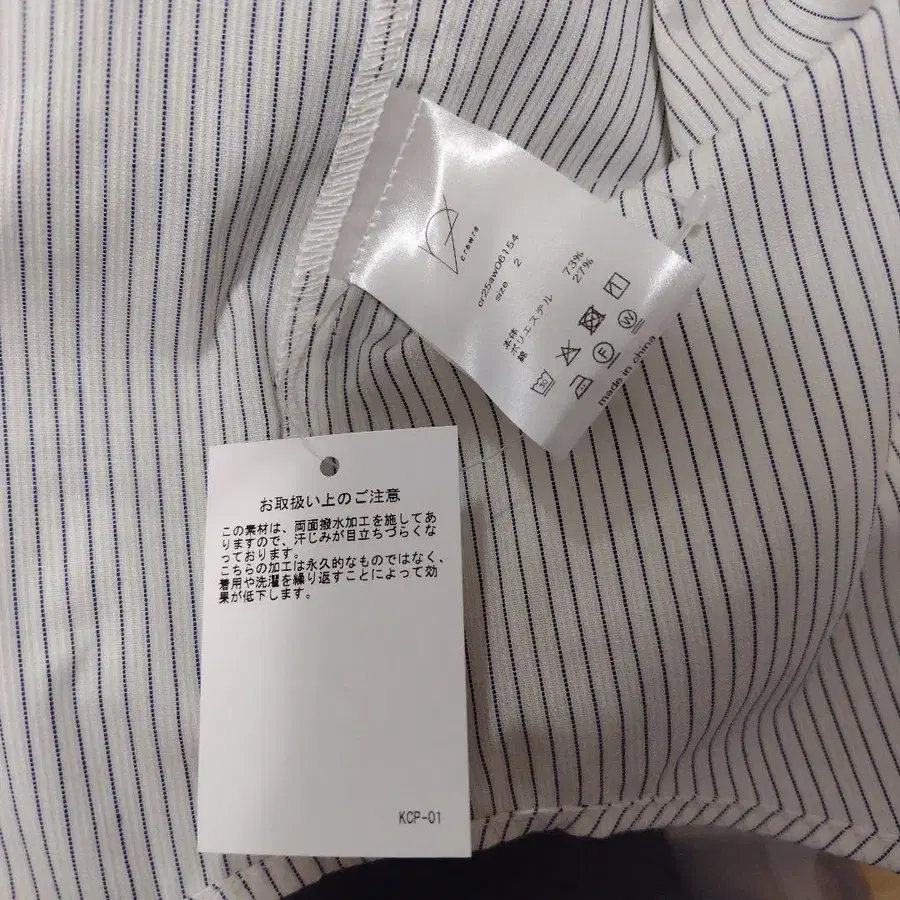 crewra
cr25aw06154
size 2
本体
ポリエステル 73%
綿 27%
30
F
W
made in china
お取扱い上のご注意
この素材は、両面撥水加工を施してあ
りますので、汗じみが目立ちづらくな
っております。
こちらの加工は永久的なものではなく、
着用や洗濯を繰り返すことによって効
果が低下します。
KCP-01